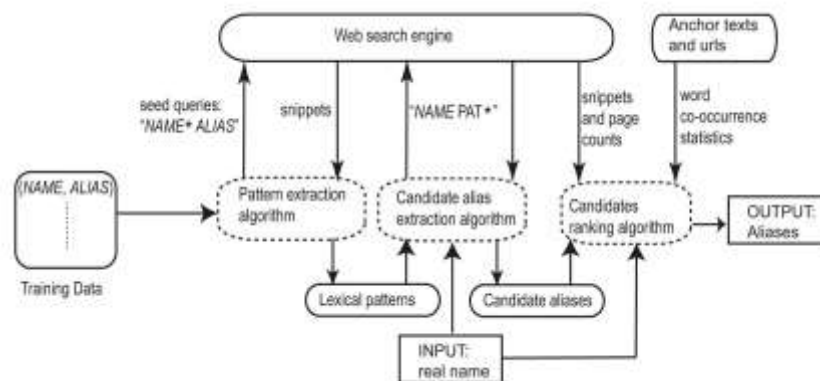 Web search engine
Anchor texts
and urls
seed queries:
"NAME* ALIAS"
snippets
"NAME PAT *"
snippets
and page
counts
word
co-occurrence
statistics
(NAME, ALIAS)
Training Data
Pattern extraction
algorithm
Candidate alias
extraction algorithm
Candidates
ranking algorithm
OUTPUT:
Aliases
Lexical patterns
Candidate aliases
INPUT:
real name